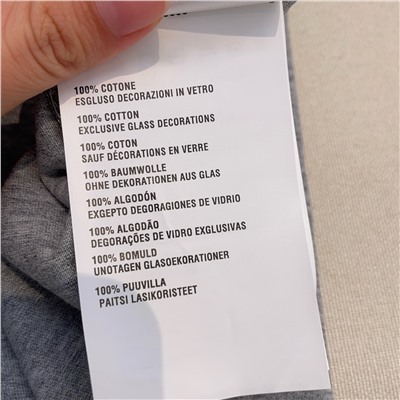 100% COTONE
ESGLUSO DECORAZIONI IN VETRO
100% COTTON
EXCLUSIVE GLASS DECORATIONS
100% COTON
SAUF DÉCORATIONS EN VERRE
100% BAUMWOLLE
OHNE DEKORATIONEN AUS GLAS
100% ALGODÓN
EXGEPTO DEGORAGIONES DE VIDRIO
100% ALGODÃO
DEGORAÇÕES DE VIDRO EXCLUSIVAS
100% BOMULD
UNOTAGEN GLASOEKORATIONER
100% PUUVILLA
PAITSI LASIKORISTEET